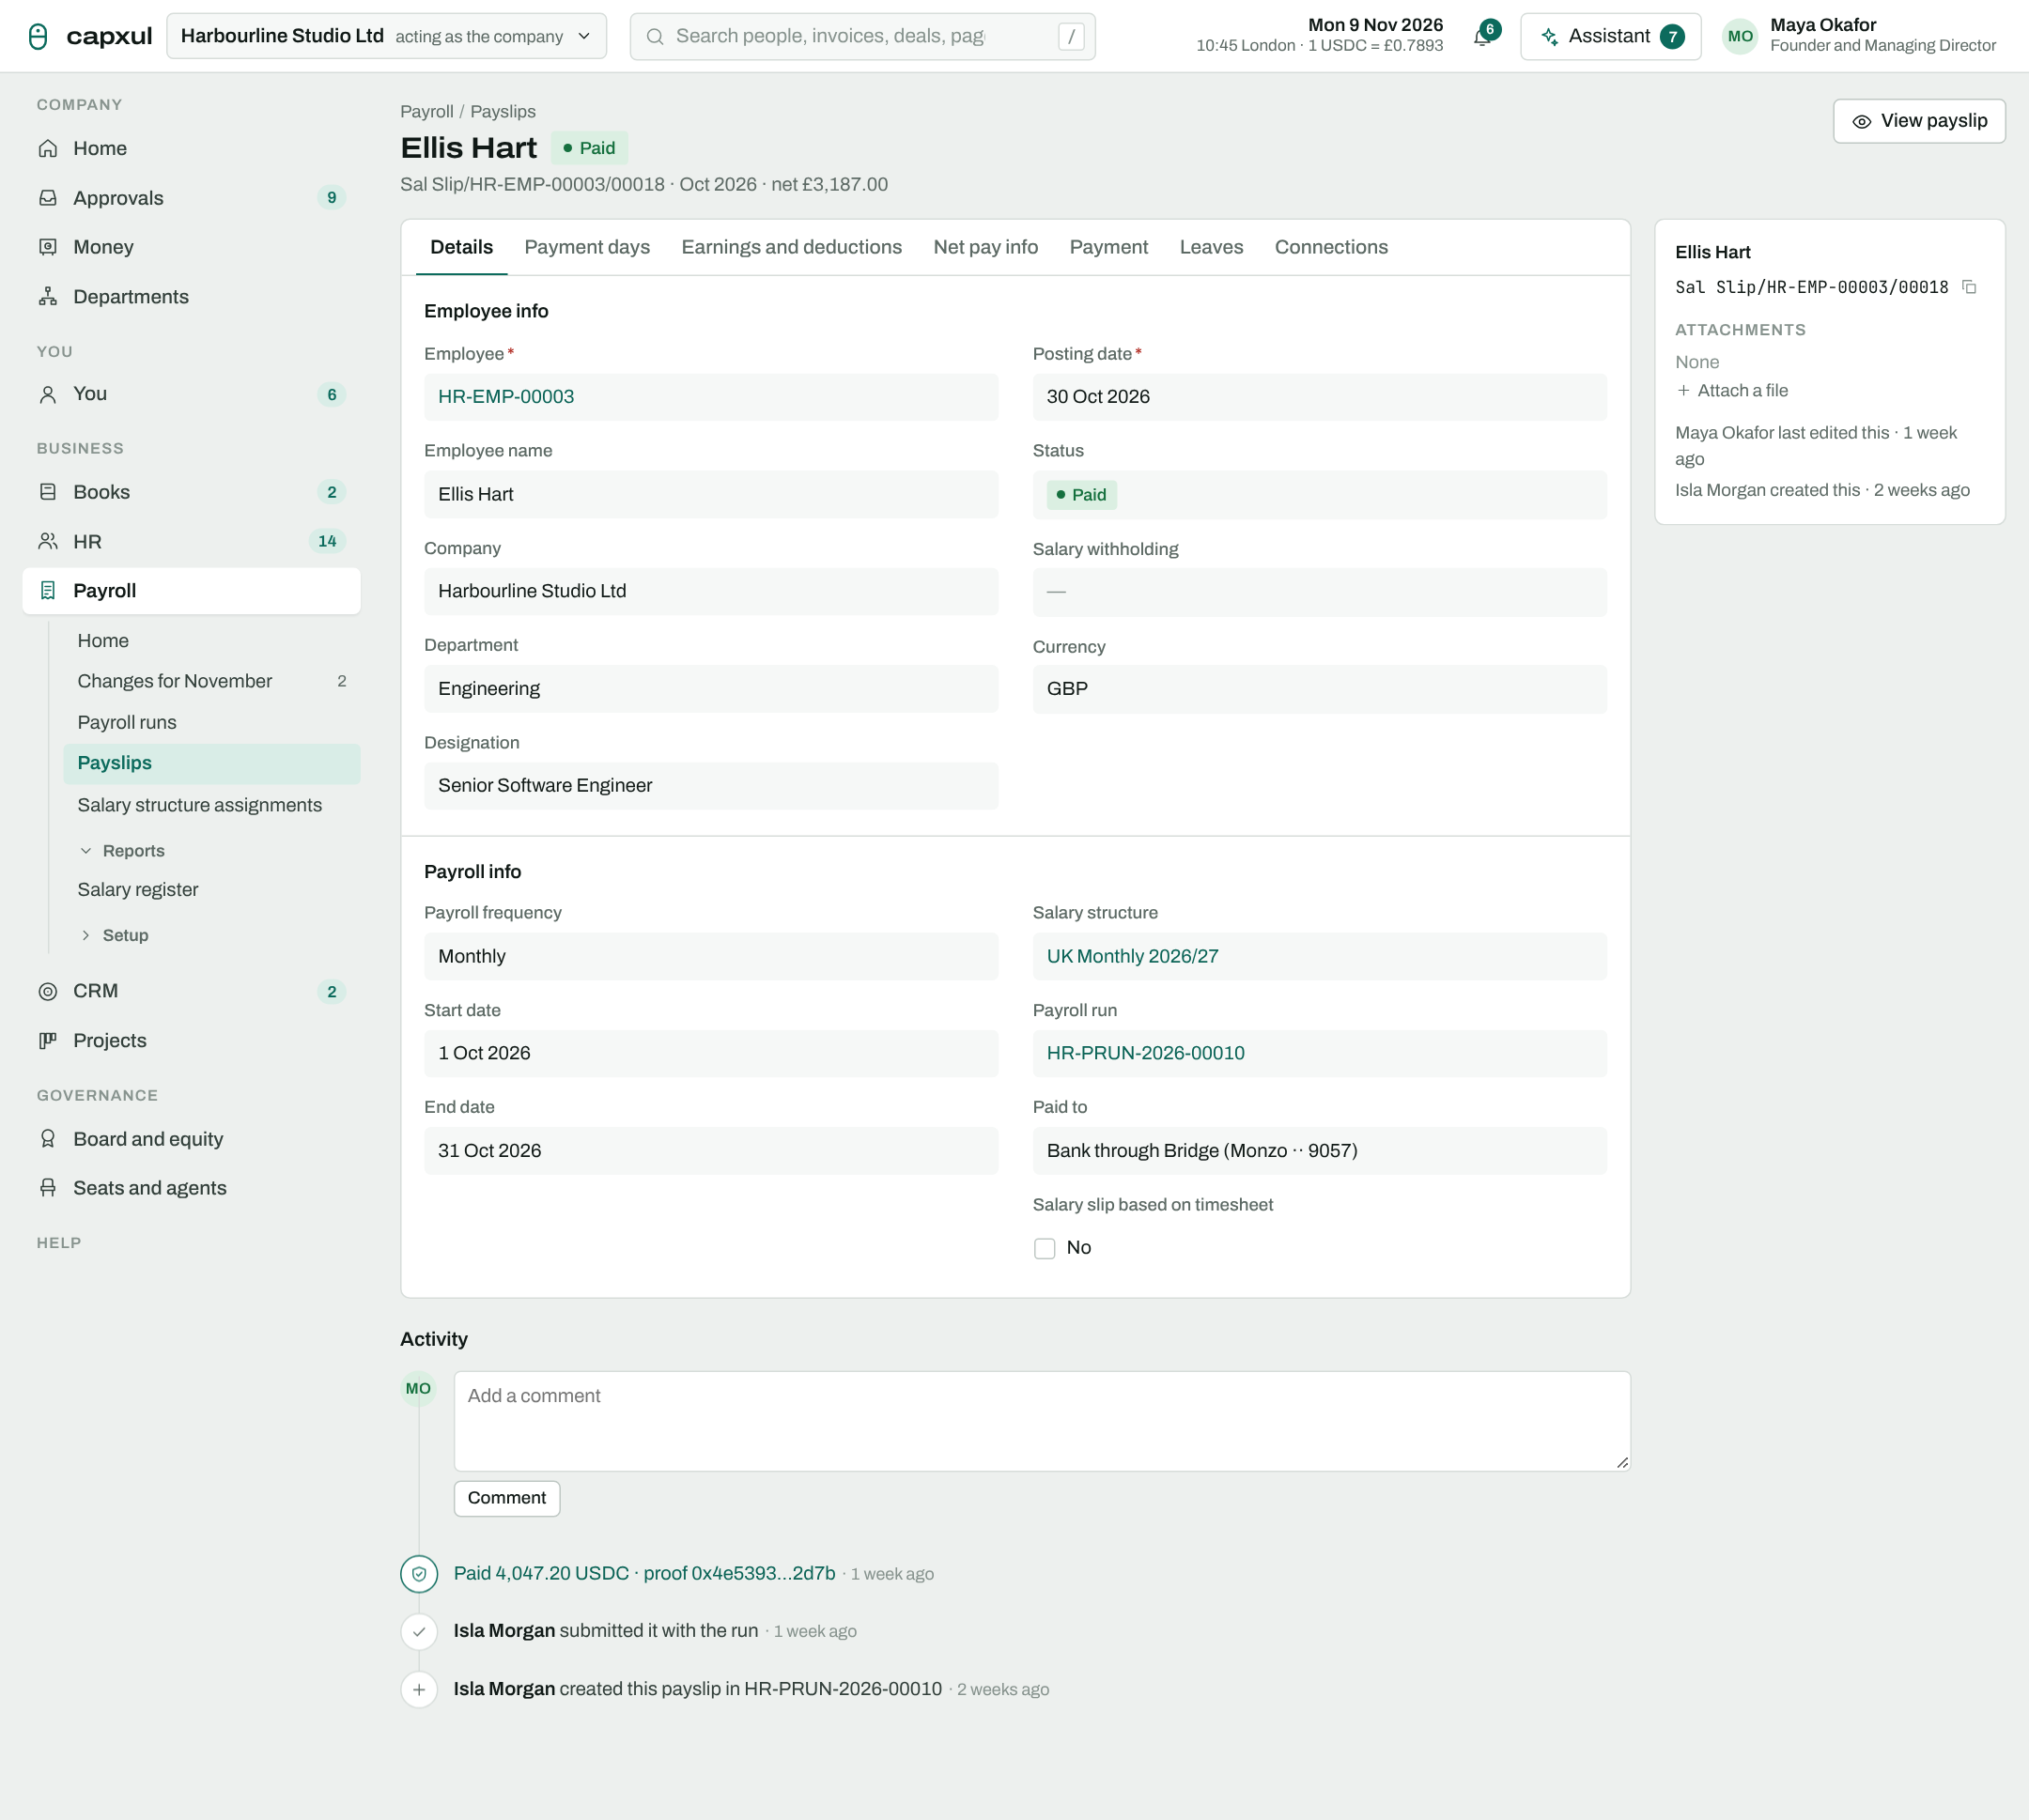 capxul
Harbourline Studio Ltd acting as the company
Search people, invoices, deals, pag
/
Mon 9 Nov 2026
10:45 London · 1 USDC = £0.7893
6
Assistant 7
MO
Maya Okafor
Founder and Managing Director
COMPANY
Home
Approvals 9
Money
Departments
YOU
You 6
BUSINESS
Books 2
HR 14
Payroll
Home
Changes for November 2
Payroll runs
Payslips
Salary structure assignments
Reports
Salary register
Setup
CRM 2
Projects
GOVERNANCE
Board and equity
Seats and agents
HELP
Payroll / Payslips
Ellis Hart
Paid
Sal Slip/HR-EMP-00003/00018 · Oct 2026 · net £3,187.00
View payslip
Details Payment days Earnings and deductions Net pay info Payment Leaves Connections
Employee info
Employee*
HR-EMP-00003
Posting date*
30 Oct 2026
Employee name
Ellis Hart
Status
Paid
Company
Harbourline Studio Ltd
Salary withholding
—
Department
Engineering
Currency
GBP
Designation
Senior Software Engineer
Payroll info
Payroll frequency
Monthly
Salary structure
UK Monthly 2026/27
Start date
1 Oct 2026
Payroll run
HR-PRUN-2026-00010
End date
31 Oct 2026
Paid to
Bank through Bridge (Monzo ·· 9057)
Salary slip based on timesheet
No
Ellis Hart
Sal Slip/HR-EMP-00003/00018
ATTACHMENTS
None
+ Attach a file
Maya Okafor last edited this · 1 week
ago
Isla Morgan created this · 2 weeks ago
Activity
MO
Add a comment
Comment
Paid 4,047.20 USDC · proof 0x4e5393…2d7b · 1 week ago
Isla Morgan submitted it with the run · 1 week ago
Isla Morgan created this payslip in HR-PRUN-2026-00010 · 2 weeks ago